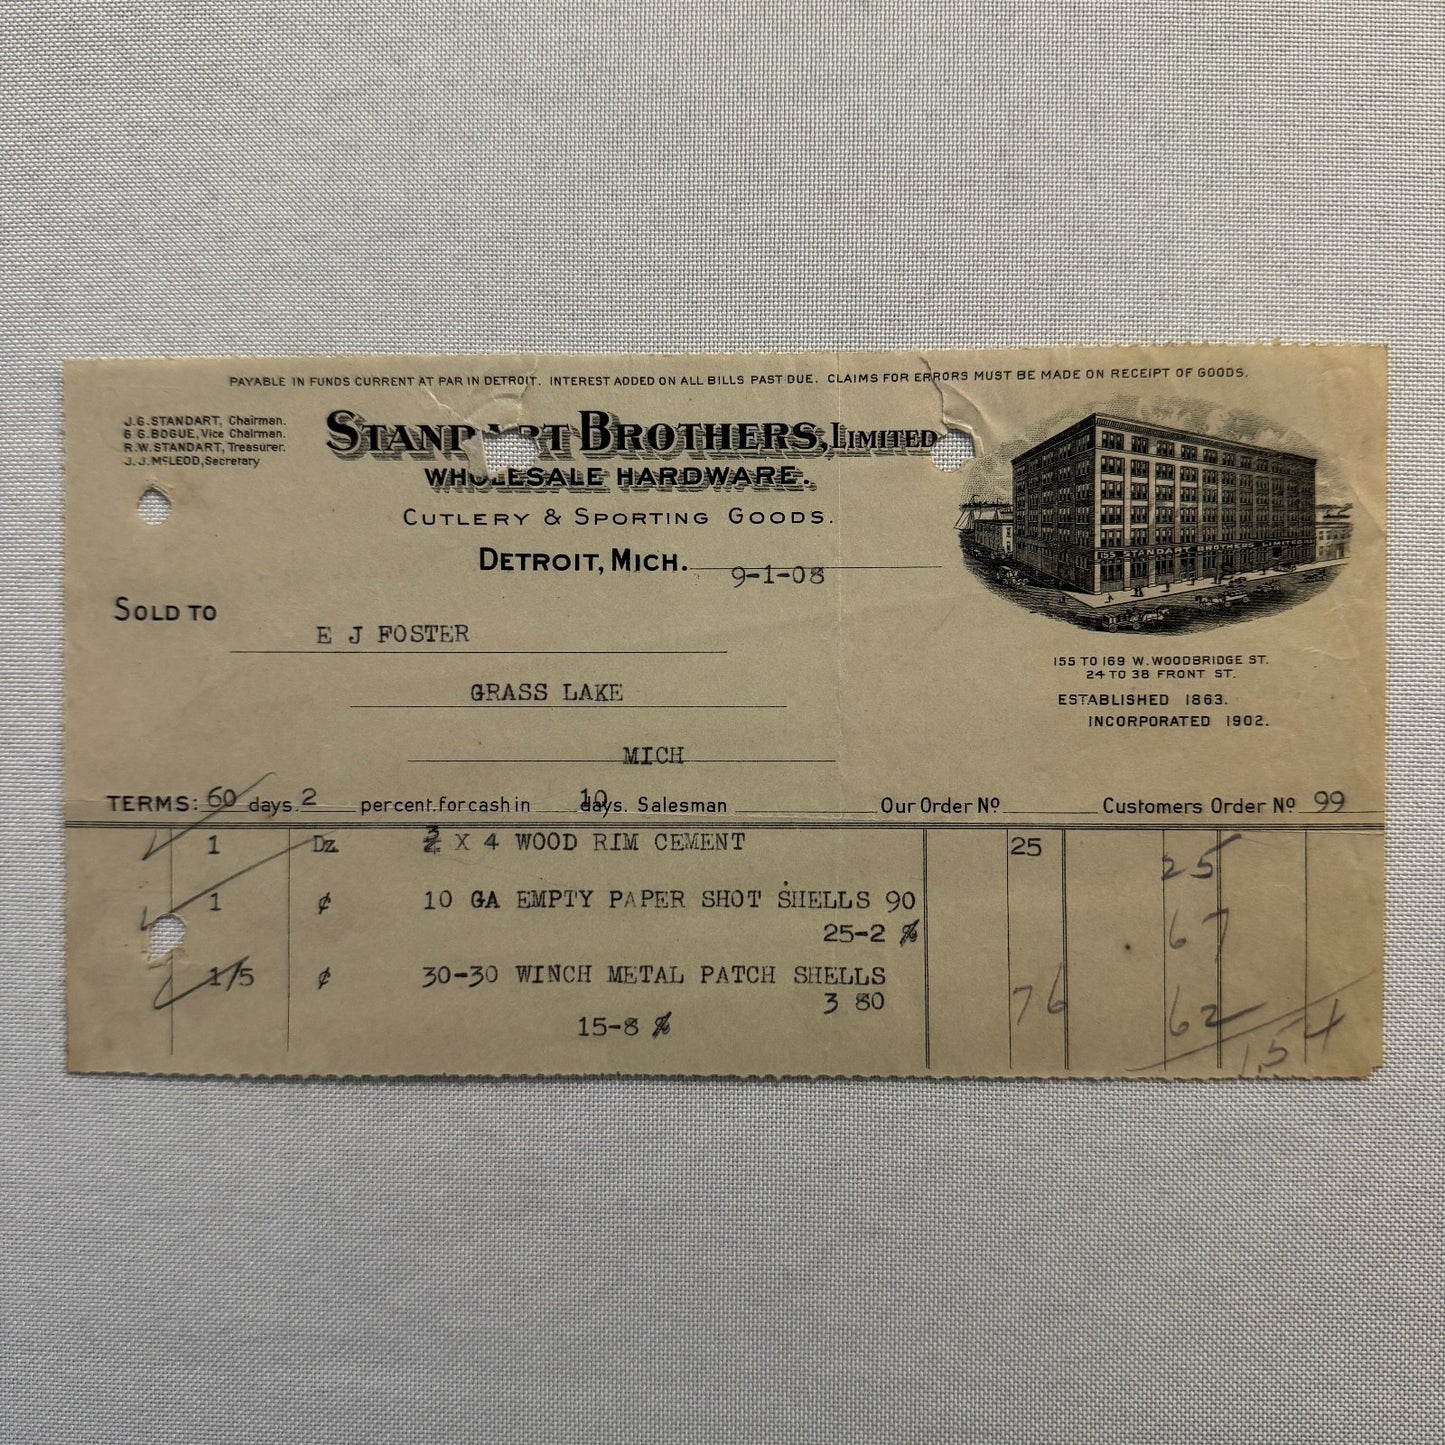 PAYABLE IN FUNDS CURRENT AT PAR IN DETROIT. INTEREST ADDED ON ALL BILLS PAST DUE. CLAIMS FOR ERRORS MUST BE MADE ON RECEIPT OF GOODS.
J.G. STANDART, Chairman.
G G. BOGUE, Vice Chairman.
R.W. STANDART, Treasurer.
J.J. McLEOD, Secretary
STANDART BROTHERS, LIMITED
WHOLESALE HARDWARE.
CUTLERY & SPORTING GOODS.
DETROIT, MICH. 9-1-08
155 STANDART BROTHERS LIMITED
155 TO 169 W. WOODBRIDGE ST.
24 TO 38 FRONT ST.
ESTABLISHED 1863.
INCORPORATED 1902.
SOLD TO
E J FOSTER
GRASS LAKE
MICH
TERMS: 60 days. 2 percent. for cash in 10 days. Salesman Our Order No Customers Order No 99
1 Dz X 4 WOOD RIM CEMENT 25 25
1 ¢ 10 GA EMPTY PAPER SHOT SHELLS 90
25-2 % 67
1/5 ¢ 30-30 WINCH METAL PATCH SHELLS
3 80 76 62
15-8 % 1.54